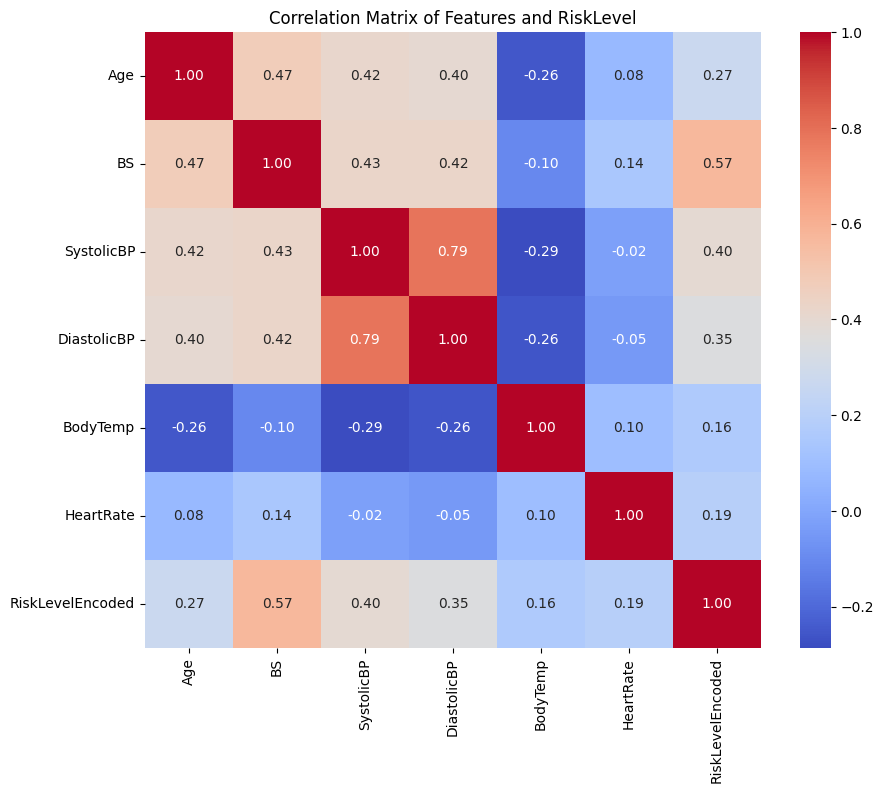 Correlation Matrix of Features and RiskLevel
Age 1.00 0.47 0.42 0.40 -0.26 0.08 0.27
BS 0.47 1.00 0.43 0.42 -0.10 0.14 0.57
SystolicBP 0.42 0.43 1.00 0.79 -0.29 -0.02 0.40
DiastolicBP 0.40 0.42 0.79 1.00 -0.26 -0.05 0.35
BodyTemp -0.26 -0.10 -0.29 -0.26 1.00 0.10 0.16
HeartRate 0.08 0.14 -0.02 -0.05 0.10 1.00 0.19
RiskLevelEncoded 0.27 0.57 0.40 0.35 0.16 0.19 1.00
Age BS SystolicBP DiastolicBP BodyTemp HeartRate RiskLevelEncoded
1.0
0.8
0.6
0.4
0.2
0.0
−0.2